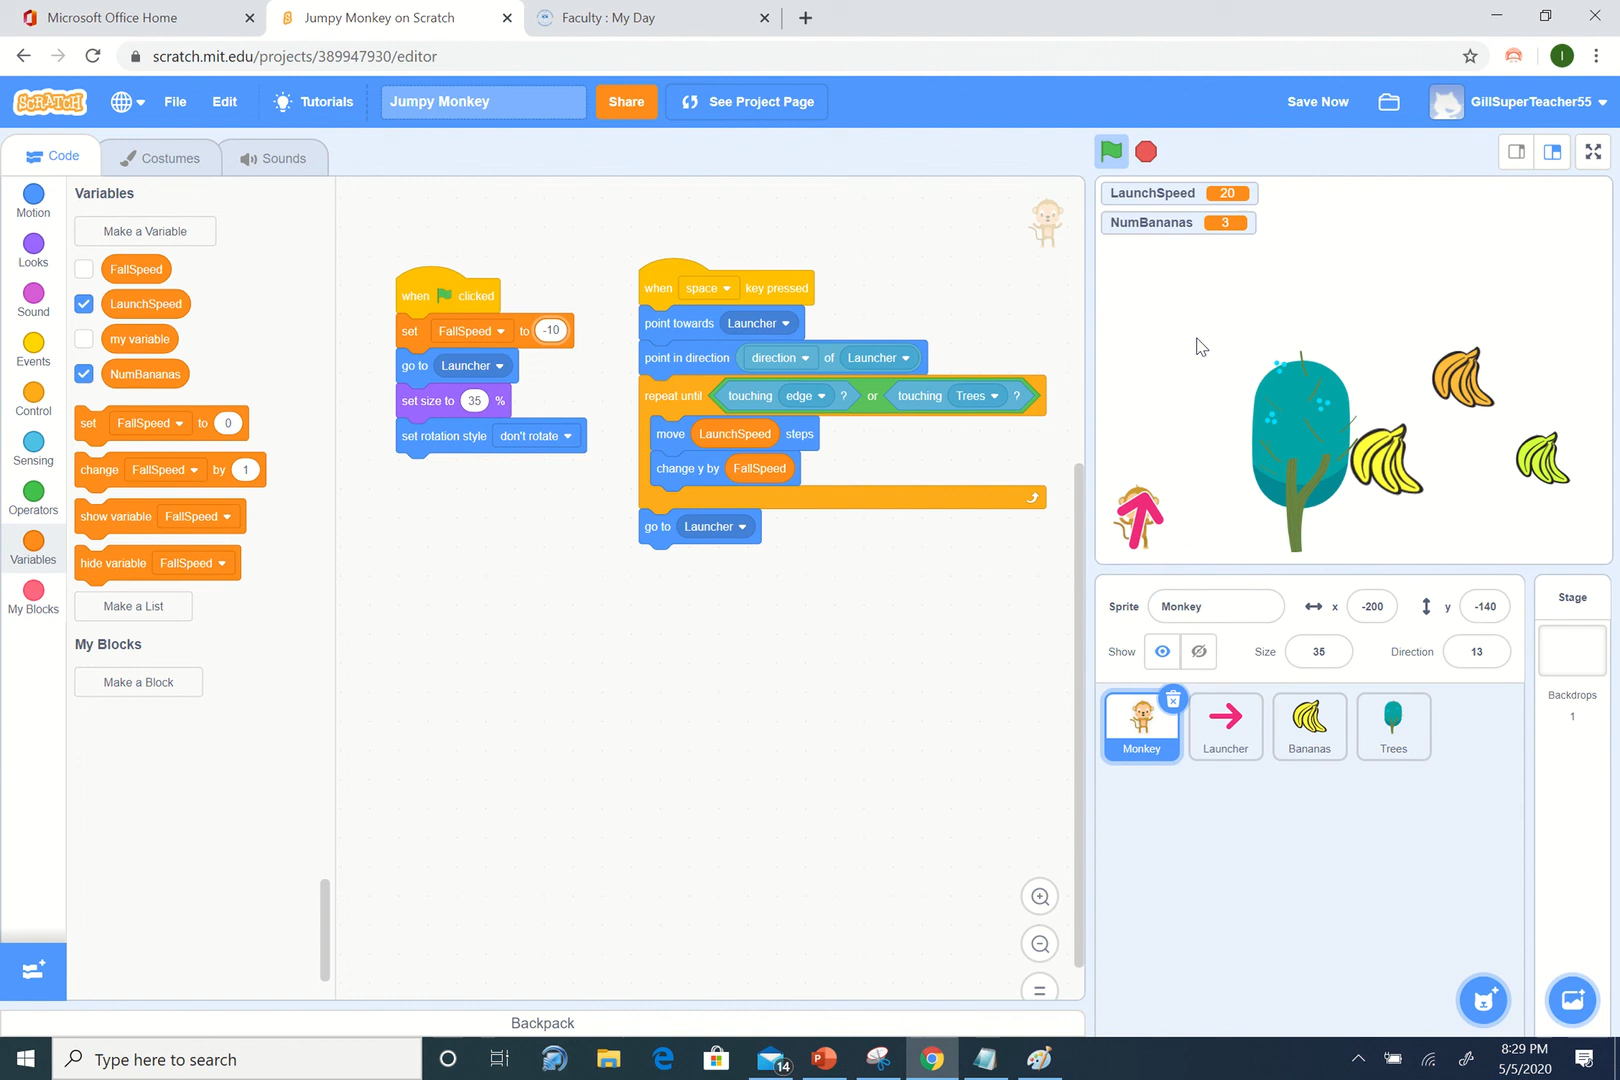 Microsoft Office Home
Jumpy Monkey on Scratch
Faculty : My Day
scratch.mit.edu/projects/389947930/editor
I
SCRATCH
File
Edit
Tutorials
Jumpy Monkey
Share
See Project Page
Save Now
GillSuperTeacher55
Code
Costumes
Sounds
Motion
Looks
Sound
Events
Control
Sensing
Operators
Variables
My Blocks
Variables
Make a Variable
FallSpeed
LaunchSpeed
my variable
NumBananas
set FallSpeed to 0
change FallSpeed by 1
show variable FallSpeed
hide variable FallSpeed
Make a List
My Blocks
Make a Block
when clicked
set FallSpeed to -10
go to Launcher
set size to 35 %
set rotation style don't rotate
when space key pressed
point towards Launcher
point in direction direction of Launcher
repeat until touching edge ? or touching Trees ?
move LaunchSpeed steps
change y by FallSpeed
go to Launcher
LaunchSpeed 20
NumBananas 3
Sprite Monkey x -200 y -140
Show Size 35 Direction 13
Monkey
Launcher
Bananas
Trees
Stage
Backdrops
1
Backpack
Type here to search
14
8:29 PM
5/5/2020